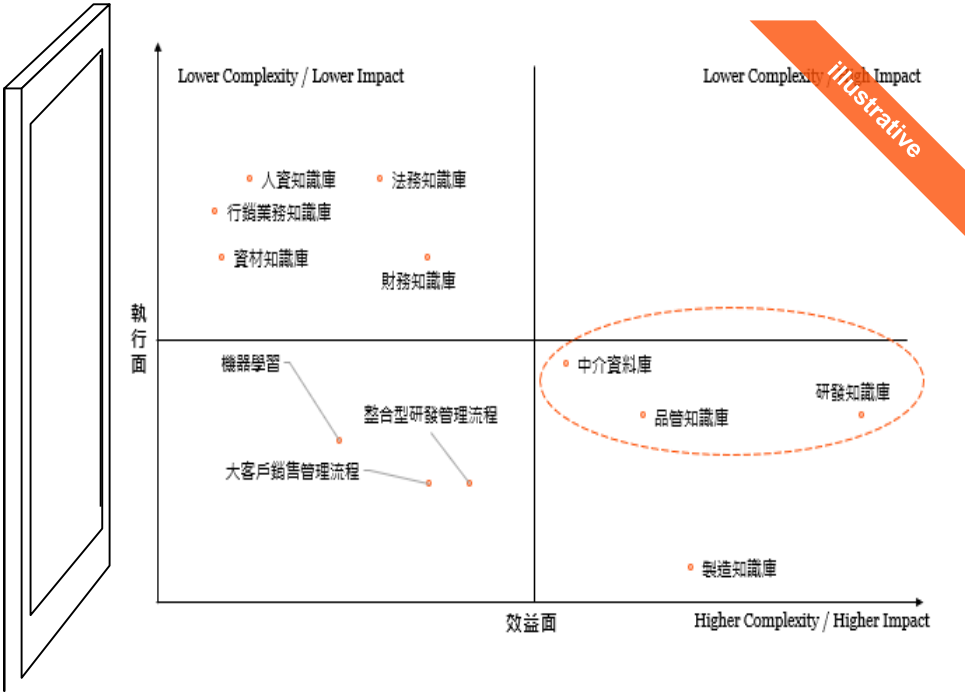 Lower Complexity / Lower Impact
Lower Complexity / High Impact
illustrative
人資知識庫
法務知識庫
行銷業務知識庫
資材知識庫
財務知識庫
執
行
面
機器學習
整合型研發管理流程
大客戶銷售管理流程
中介資料庫
研發知識庫
品管知識庫
製造知識庫
效益面
Higher Complexity / Higher Impact